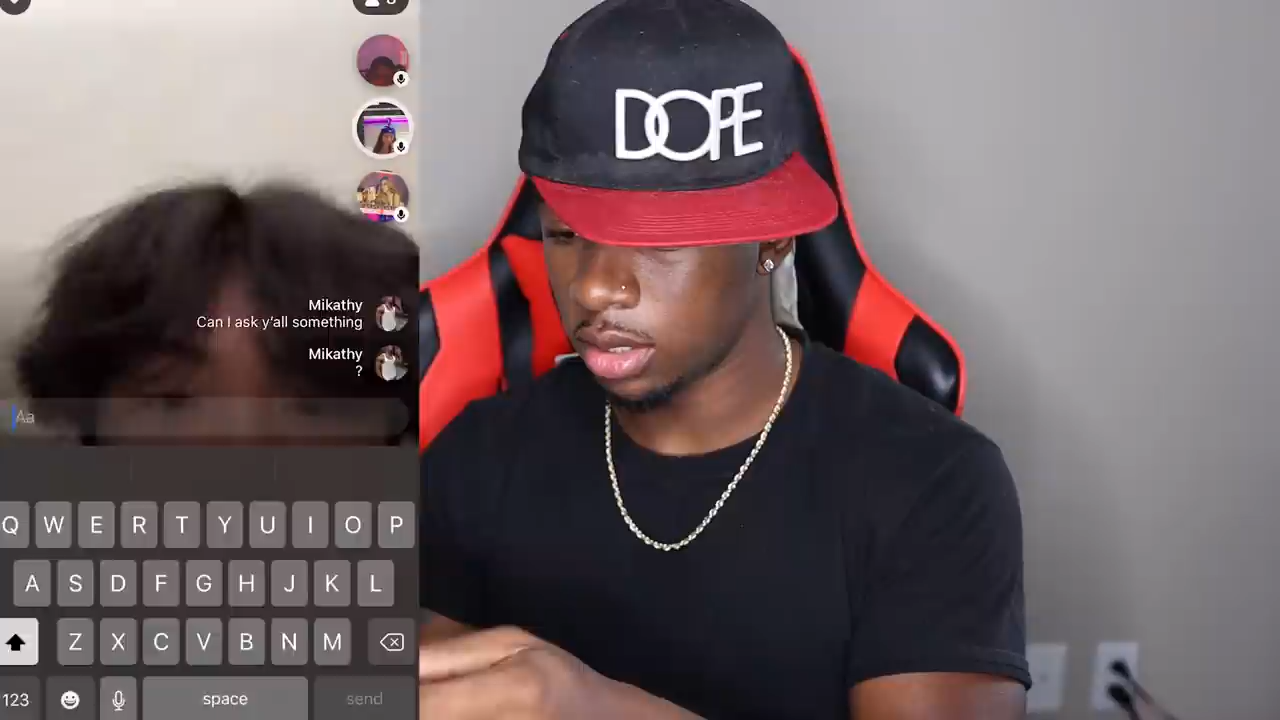 DOPE
Mikathy
Can I ask y'all something
Mikathy
?
Aa
Q W E R T Y U I O P
A S D F G H J K L
Z X C V B N M
123 space send